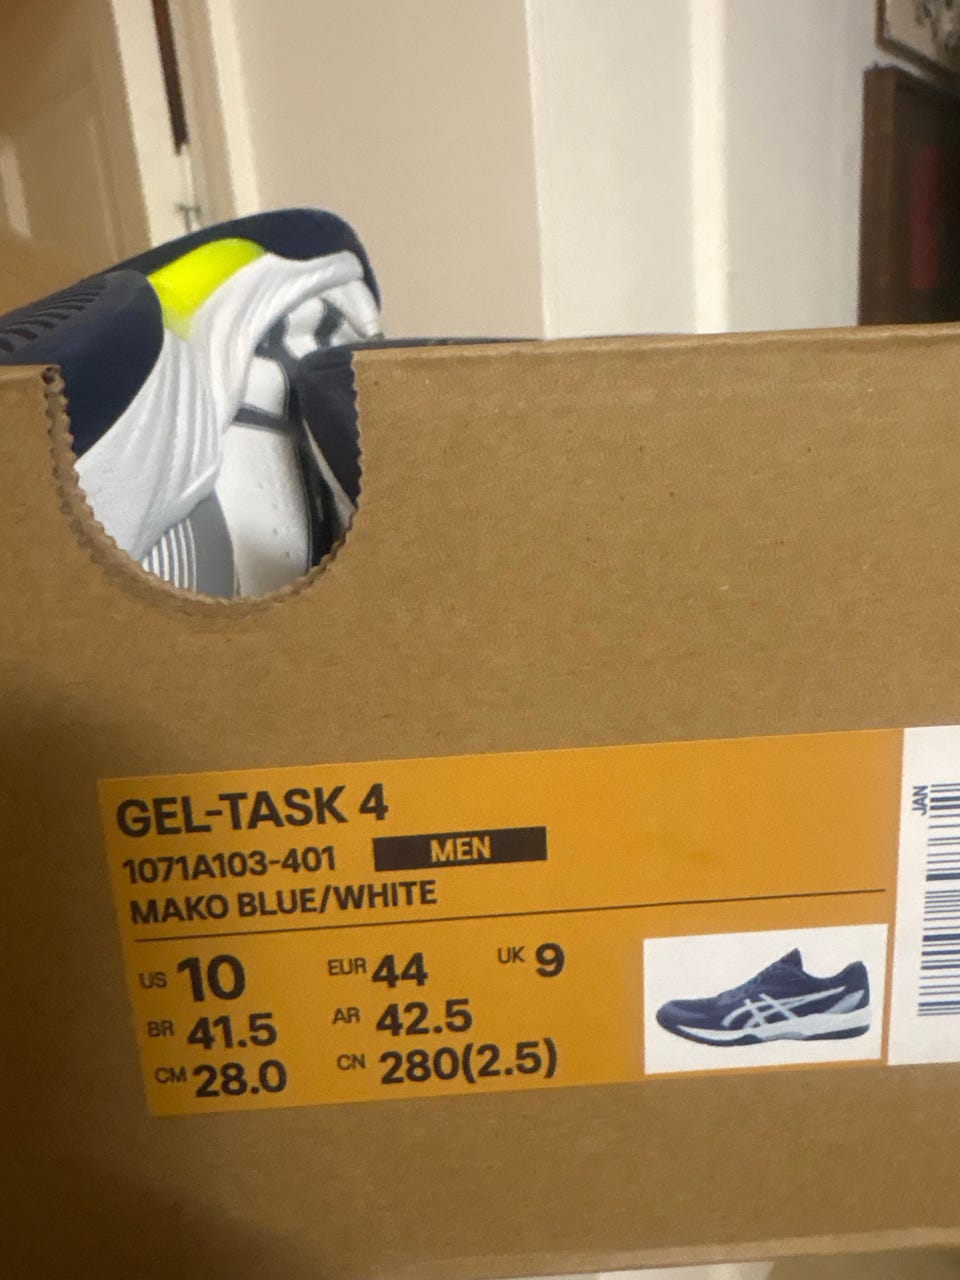 GEL-TASK 4
1071A103-401 MEN
MAKO BLUE/WHITE
US 10 EUR 44 UK 9
BR 41.5 AR 42.5
CM 28.0 CN 280(2.5)
JAN